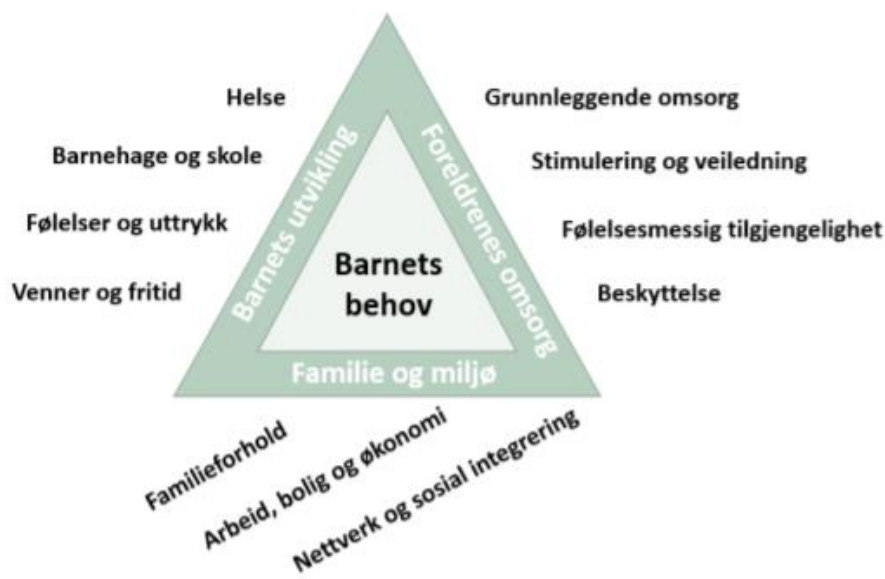 Helse
Barnehage og skole
Følelser og uttrykk
Venner og fritid
Barnets utvikling
Barnets
behov
Foreldrenes omsorg
Grunnleggende omsorg
Stimulering og veiledning
Følelsesmessig tilgjengelighet
Beskyttelse
Familie og miljø
Familieforhold
Arbeid, bolig og økonomi
Nettverk og sosial integrering